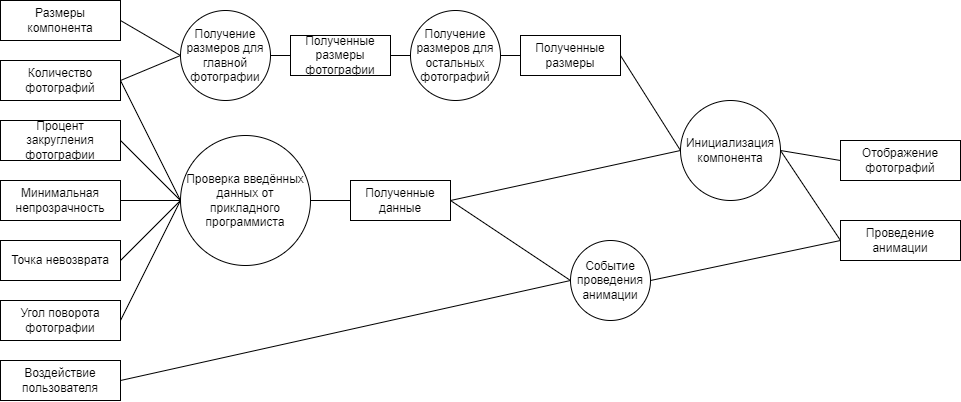 Размеры
компонента
Количество
фотографий
Процент
закругления
фотографии
Минимальная
непрозрачность
Точка невозврата
Угол поворота
фотографии
Воздействие
пользователя
Получение
размеров для
главной
фотографии
Полученные
размеры
фотографии
Получение
размеров для
остальных
фотографий
Полученные
размеры
Проверка введённых
данных от
прикладного
программиста
Полученные
данные
Событие
проведения
анимации
Инициализация
компонента
Отображение
фотографий
Проведение
анимации